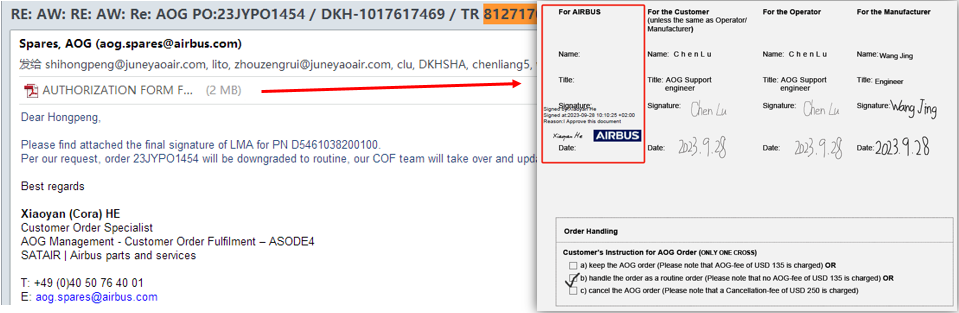 RE: AW: RE: AW: Re: AOG PO:23JYPO1454 / DKH-1017617469 / TR 81271
Spares, AOG (aog.spares@airbus.com)
发给 shihongpeng@juneyaoair.com, lito, zhouzengrui@juneyaoair.com, clu, DKHSHA, chenliang5,
AUTHORIZATION FORM F... (2 MB)
Dear Hongpeng,
Please find attached the final signature of LMA for PN D5461038200100.
Per our request, order 23JYPO1454 will be downgraded to routine, our COF team will take over and upda
Best regards
Xiaoyan (Cora) HE
Customer Order Specialist
AOG Management - Customer Order Fulfilment – ASODE4
SATAIR | Airbus parts and services
T: +49 (0)40 50 76 40 01
E: aog.spares@airbus.com
For AIRBUS
Name:
Title:
Signature:
Signed by:Xiaoyan He
Signed at:2023-09-28 10:10:25 +02:00
Reason:I Approve this document
Xiaoyan He
AIRBUS
Date:
For the Customer
(unless the same as Operator/
Manufacturer)
Name: ChenLu
Title: AOG Support
engineer
Signature: Chen Lu
Date: 2023.9.28
For the Operator
Name: ChenLu
Title: AOG Support
engineer
Signature: Chen Lu
Date: 2023.9.28
For the Manufacturer
Name: Wang Jing
Title: Engineer
Signature: Wang Jing
Date: 2023.9.28
Order Handling
Customer's Instruction for AOG Order (ONLY ONE CROSS)
a) keep the AOG order (Please note that AOG-fee of USD 135 is charged) OR
b) handle the order as a routine order (Please note that no AOG-fee of USD 135 is charged) OR
c) cancel the AOG order (Please note that a Cancellation-fee of USD 250 is charged)